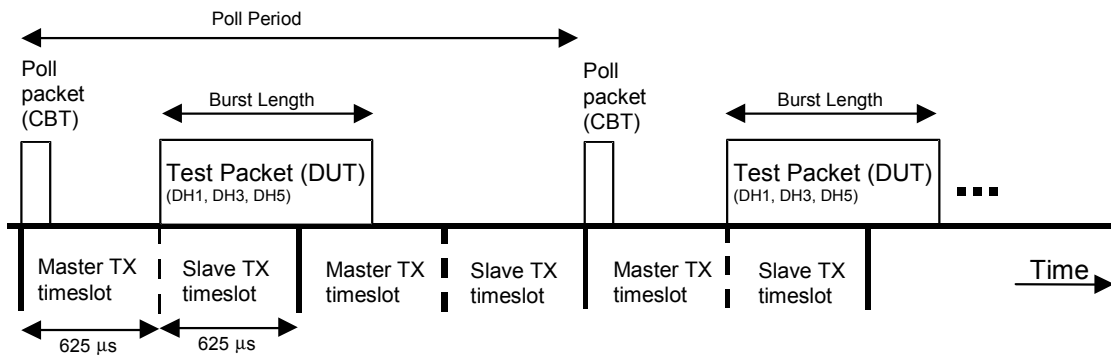 Poll Period
Poll
packet
(CBT)
Burst Length
Test Packet (DUT)
(DH1, DH3, DH5)
Poll
packet
(CBT)
Burst Length
Test Packet (DUT)
(DH1, DH3, DH5)
Master TX
timeslot
Slave TX
timeslot
Master TX
timeslot
Slave TX
timeslot
Master TX
timeslot
Slave TX
timeslot
Time
625 μs
625 μs